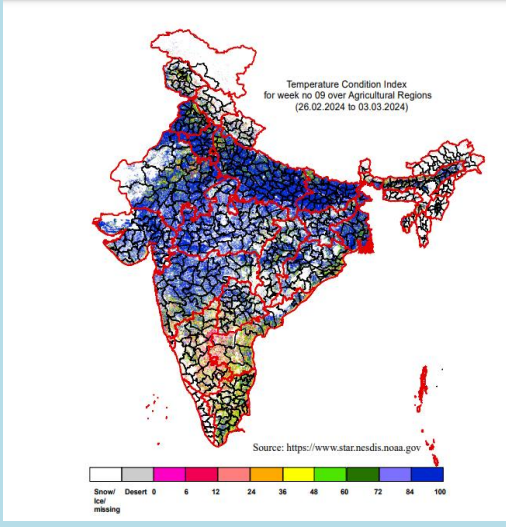 Temperature Condition Index
for week no 09 over Agricultural Regions
(26.02.2024 to 03.03.2024)
Source: https://www.star.nesdis.noaa.gov
Snow/ Desert 0 6 12 24 36 48 60 72 84 100
Ice/
missing